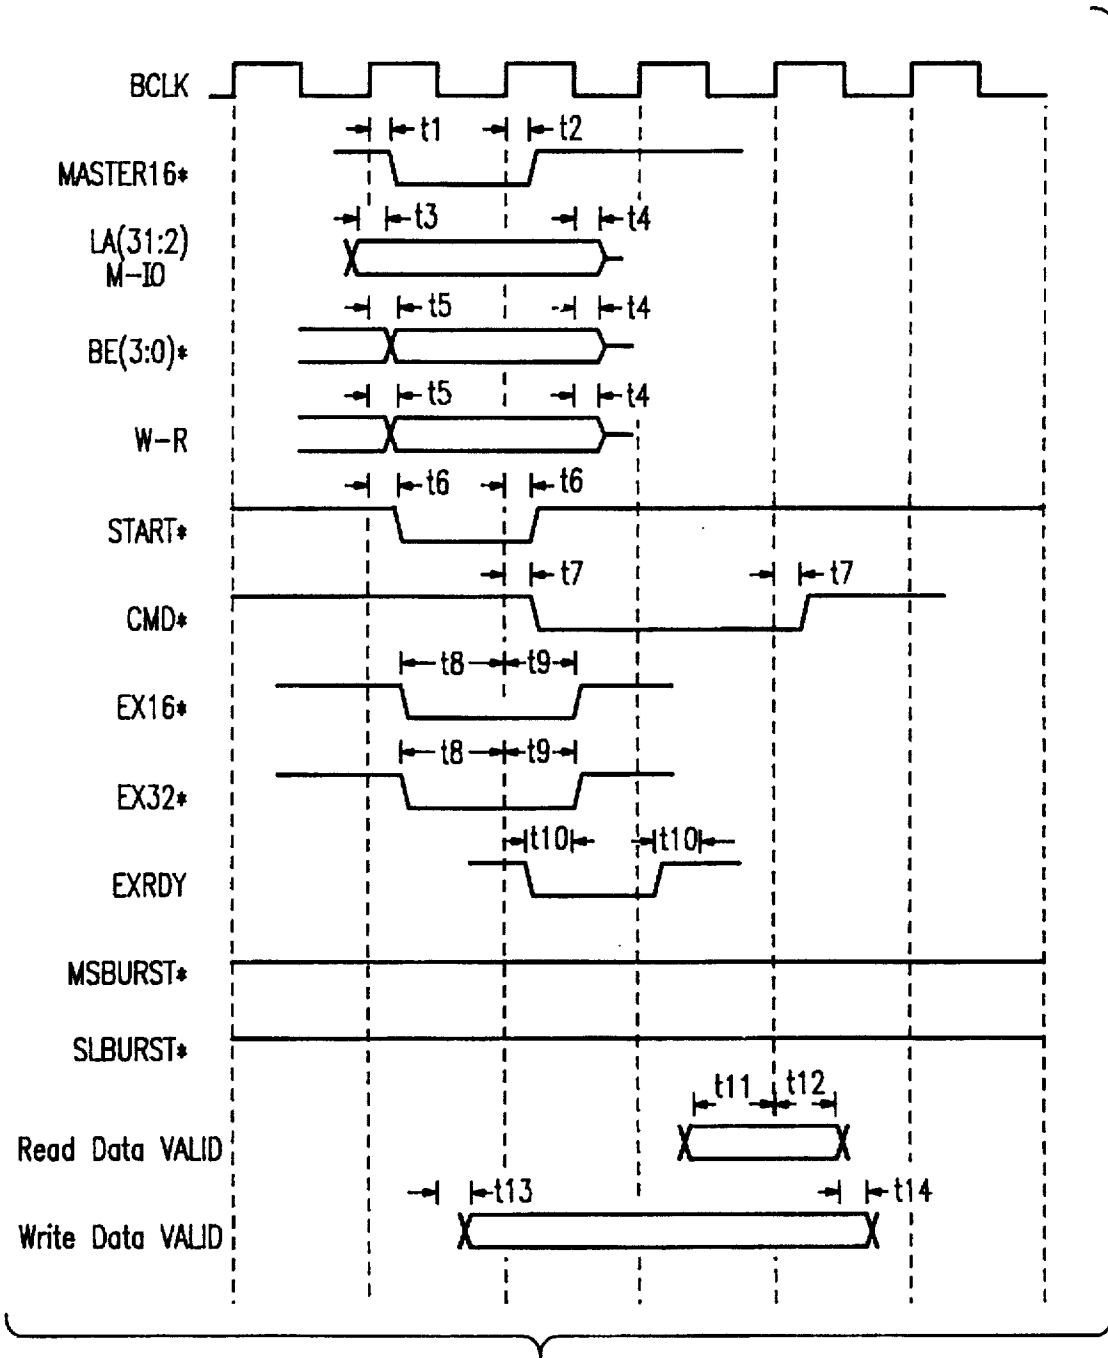 BCLK
t1 t2
MASTER16*
t3 t4
LA(31:2)
M-IO
t5 t4
BE(3:0)*
t5 t4
W-R
t6 t6
START*
t7 t7
CMD*
t8 t9
EX16*
t8 t9
EX32*
t10 t10
EXRDY
MSBURST*
SLBURST*
t11 t12
Read Data VALID
t13 t14
Write Data VALID